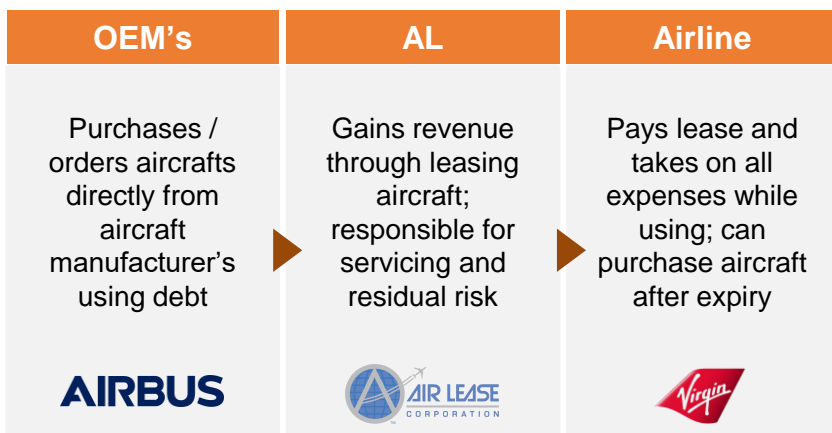 OEM's
AL
Airline
Purchases /
orders aircrafts
directly from
aircraft
manufacturer's
using debt
Gains revenue
through leasing
aircraft;
responsible for
servicing and
residual risk
Pays lease and
takes on all
expenses while
using; can
purchase aircraft
after expiry
AIRBUS
AIR LEASE
CORPORATION
Virgin